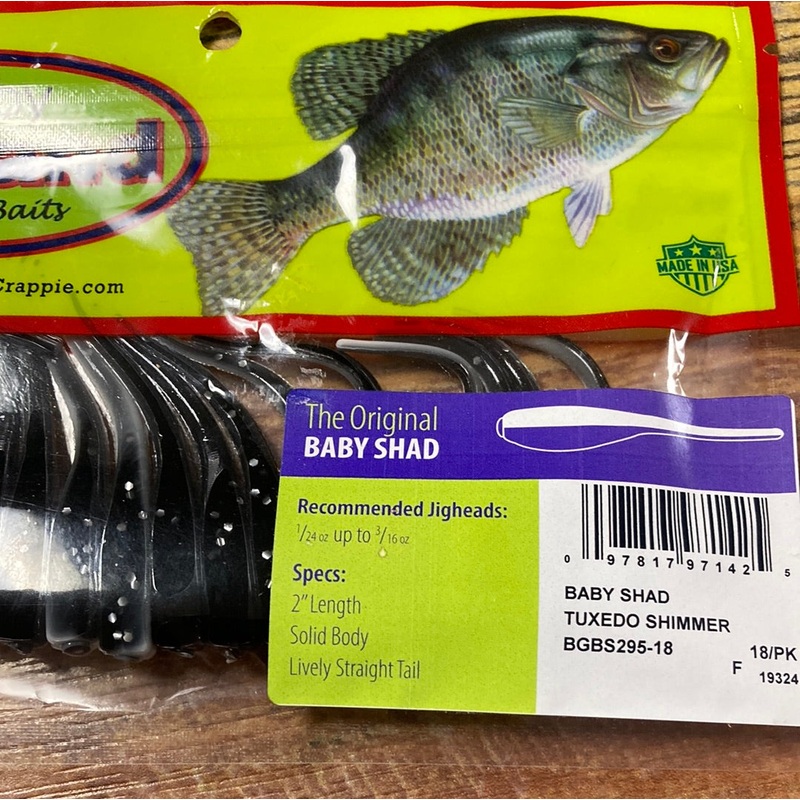 Baits
Crappie.com
MADE IN USA
The Original
BABY SHAD
Recommended Jigheads:
1/24 oz up to 3/16 oz
Specs:
2" Length
Solid Body
Lively Straight Tail
0 97817 97142 5
BABY SHAD
TUXEDO SHIMMER
BGBS295-18
18/PK
F 19324